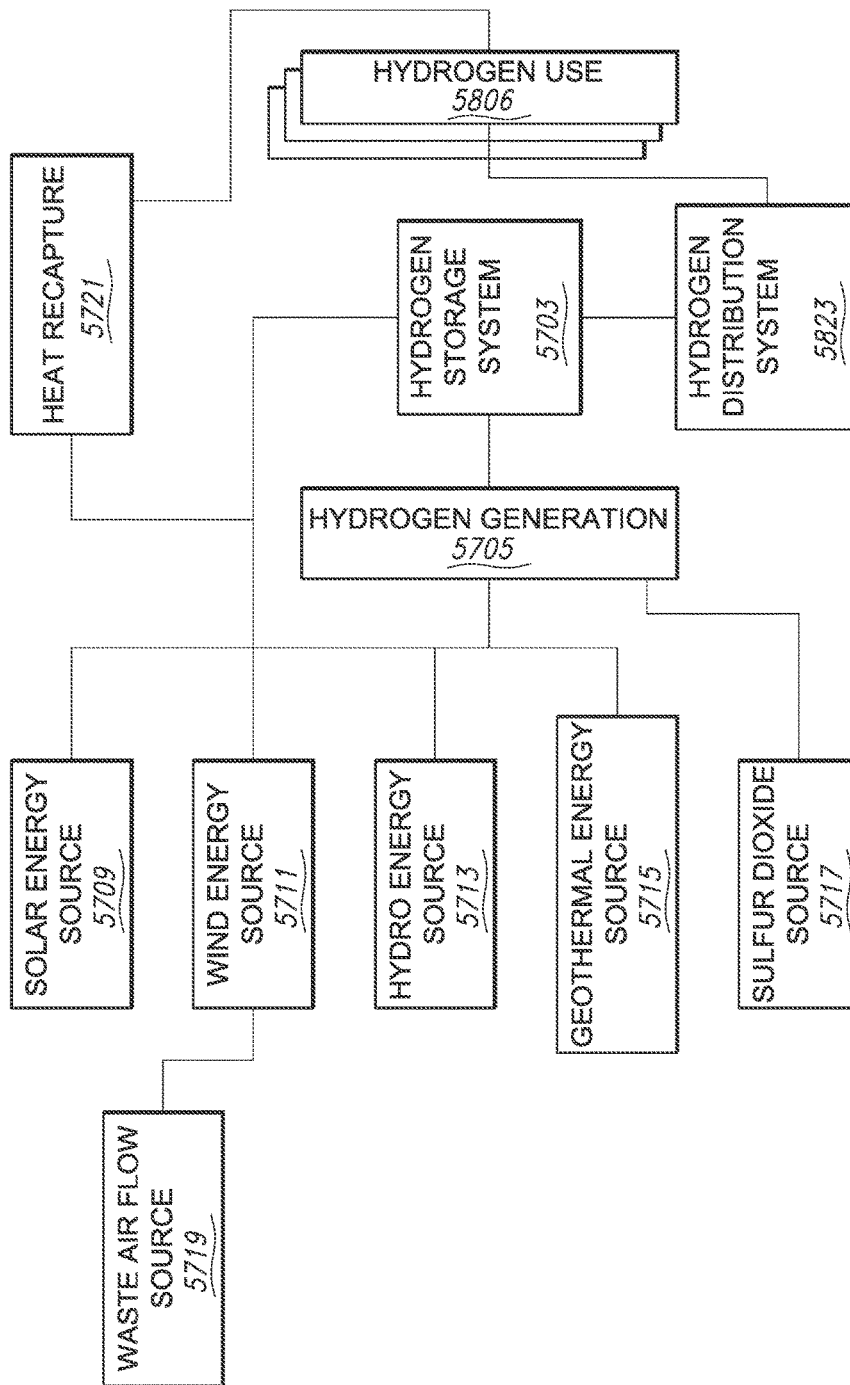 WASTE AIR FLOW
SOURCE
5719
SOLAR ENERGY
SOURCE
5709
WIND ENERGY
SOURCE
5711
HYDRO ENERGY
SOURCE
5713
GEOTHERMAL ENERGY
SOURCE
5715
SULFUR DIOXIDE
SOURCE
5717
HYDROGEN GENERATION
5705
HEAT RECAPTURE
5721
HYDROGEN
STORAGE
SYSTEM
5703
HYDROGEN
DISTRIBUTION
SYSTEM
5823
HYDROGEN USE
5806